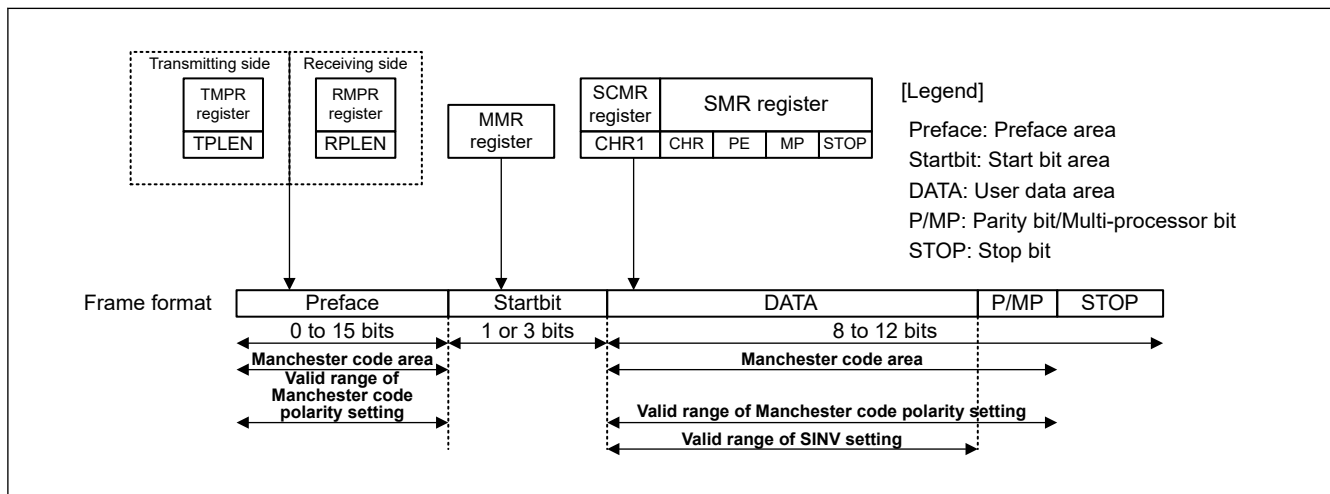 Transmitting side
Receiving side
TMPR
register
TPLEN
RMPR
register
RPLEN
MMR
register
SCMR
register
CHR1
SMR register
CHR
PE
MP
STOP
[Legend]
Preface: Preface area
Startbit: Start bit area
DATA: User data area
P/MP: Parity bit/Multi-processor bit
STOP: Stop bit
Frame format
Preface
Startbit
DATA
P/MP
STOP
0 to 15 bits
1 or 3 bits
8 to 12 bits
Manchester code area
Valid range of
Manchester code
polarity setting
Manchester code area
Valid range of Manchester code polarity setting
Valid range of SINV setting